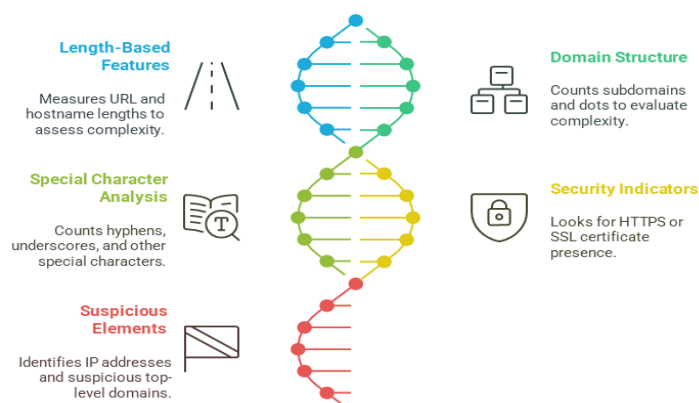 Length-Based
Features
Measures URL and
hostname lengths to
assess complexity.
Domain Structure
Counts subdomains
and dots to evaluate
complexity.
Special Character
Analysis
Counts hyphens,
underscores, and other
special characters.
T
Security Indicators
Looks for HTTPS or
SSL certificate
presence.
Suspicious
Elements
Identifies IP addresses
and suspicious top-
level domains.